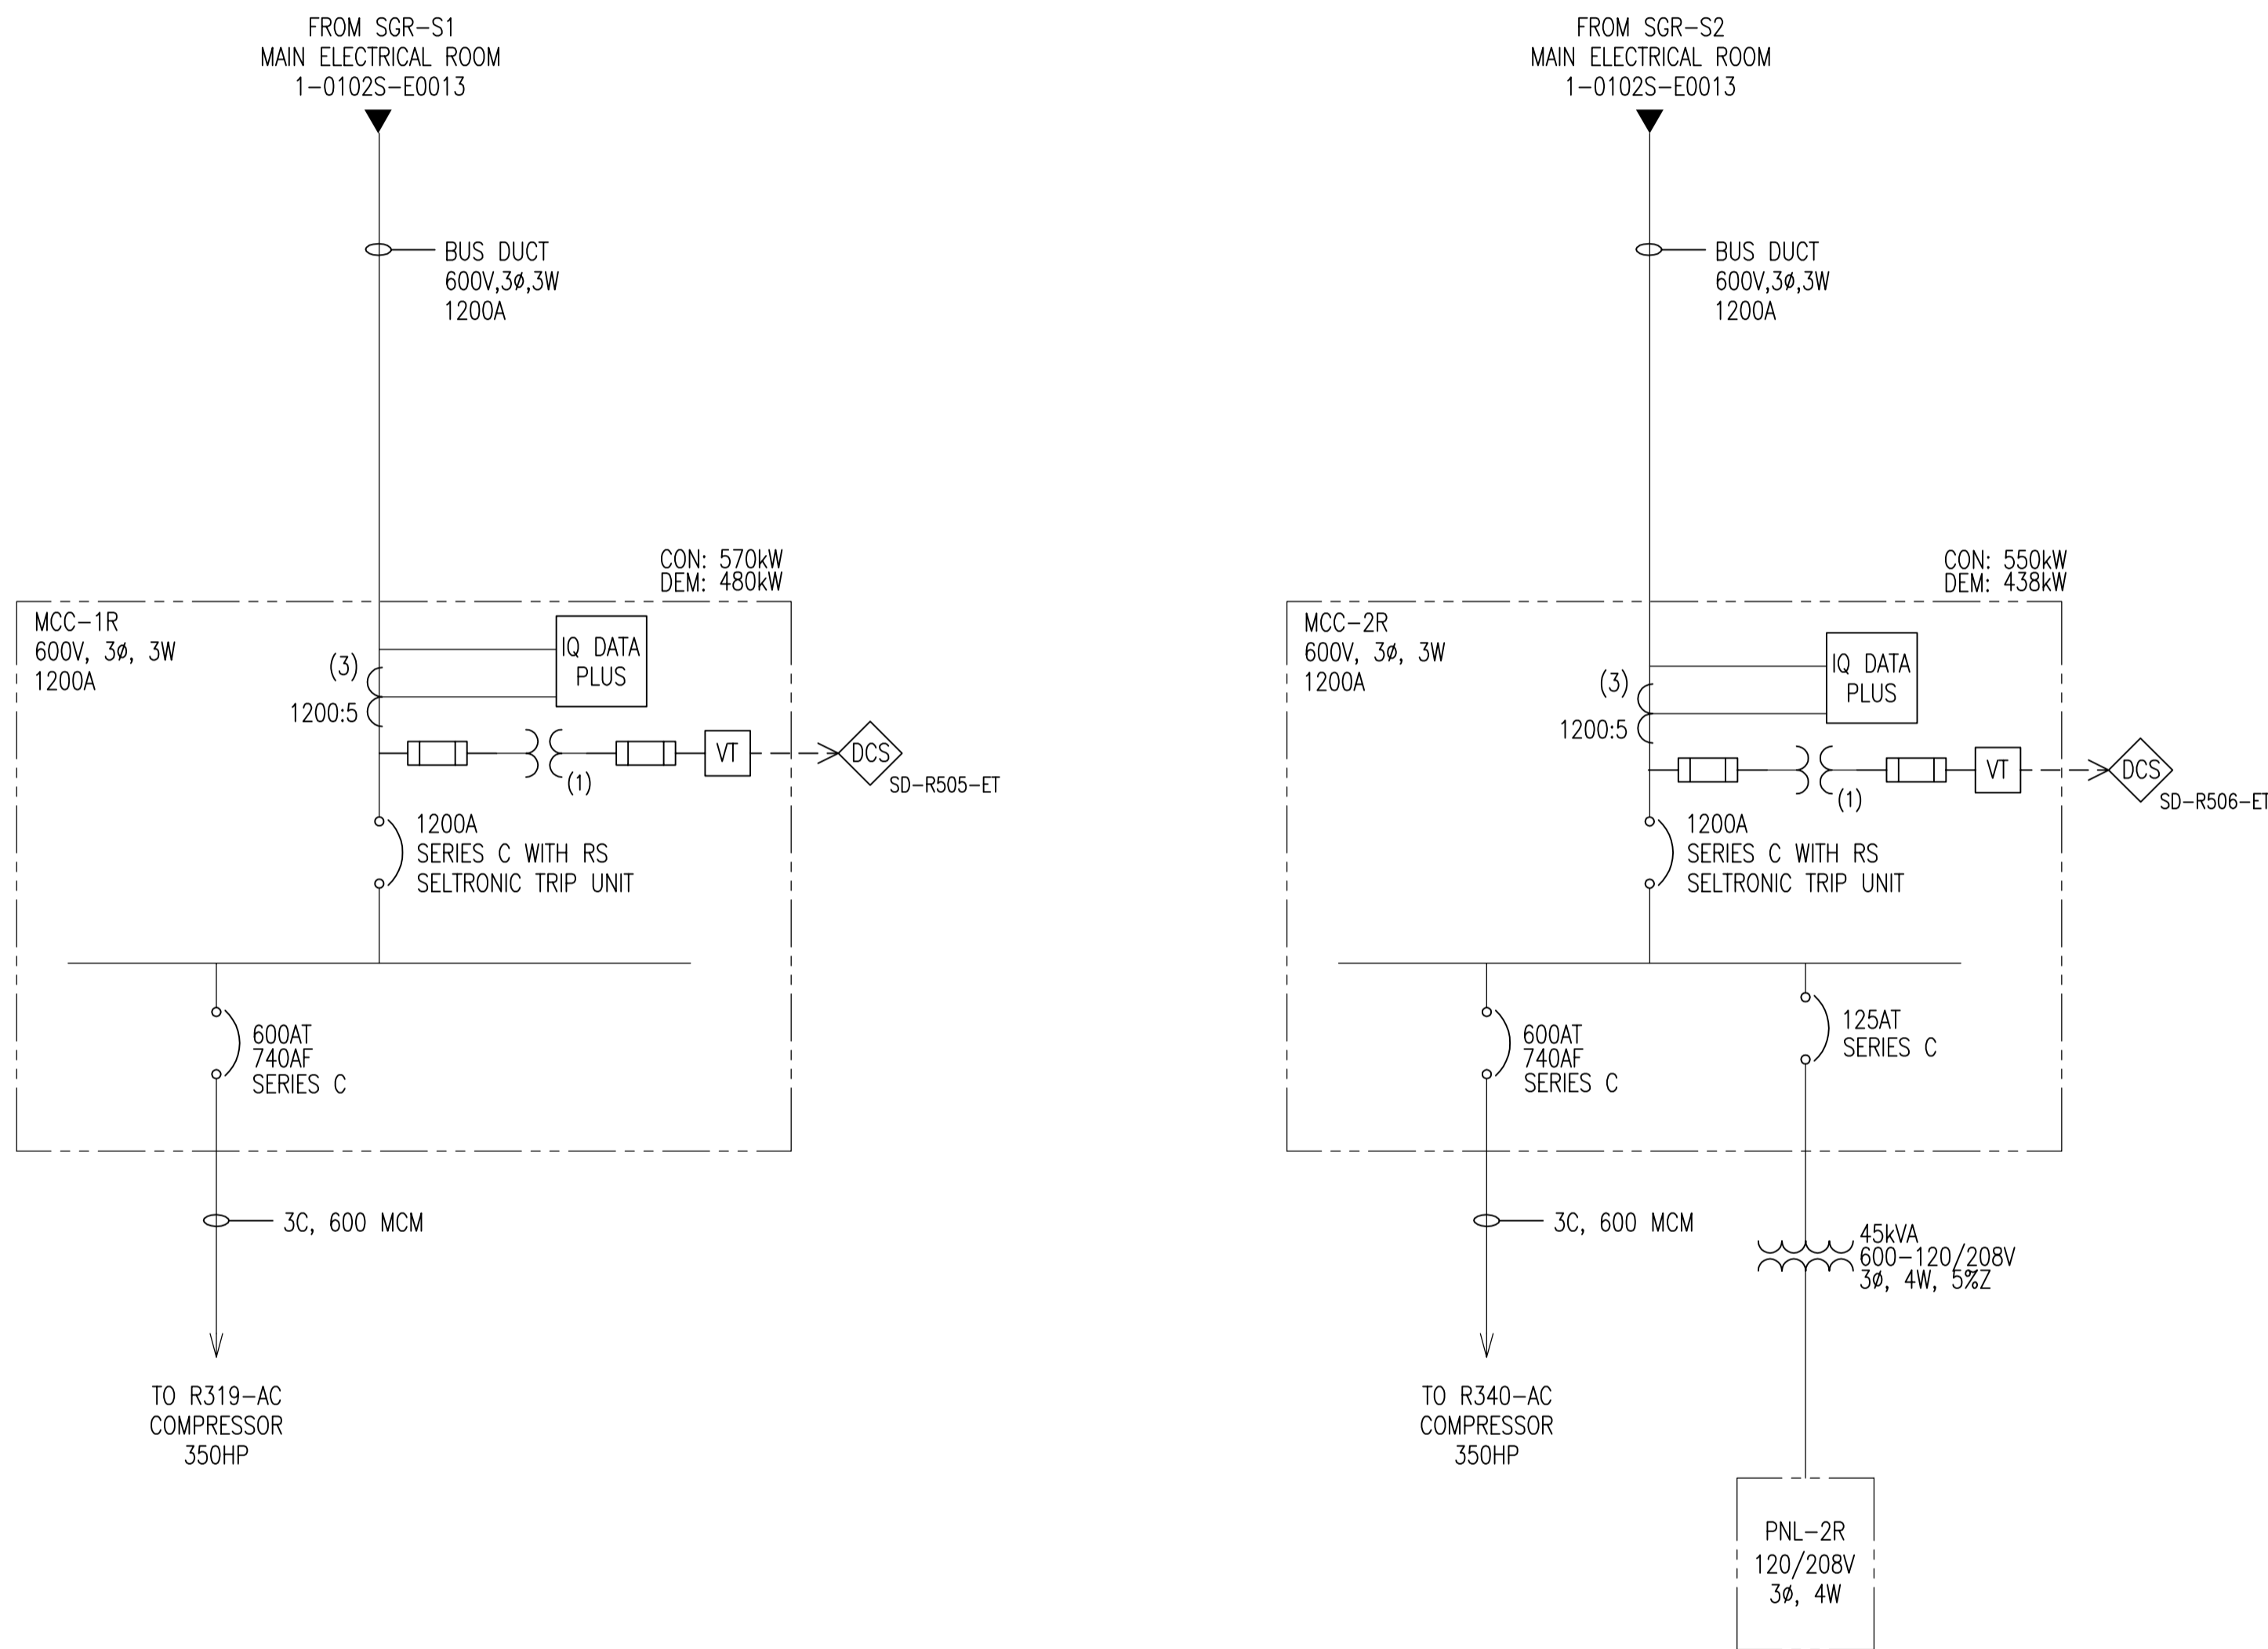 FROM SGR-S1
MAIN ELECTRICAL ROOM
1-0102S-E0013
BUS DUCT
600V,3ø,3W
1200A
CON: 570kW
DEM: 480kW
MCC-1R
600V, 3ø, 3W
1200A
IQ DATA
PLUS
(3)
1200:5
(1)
VT
DCS
SD-R505-ET
1200A
SERIES C WITH RS
SELTRONIC TRIP UNIT
600AT
740AF
SERIES C
3C, 600 MCM
TO R319-AC
COMPRESSOR
350HP
FROM SGR-S2
MAIN ELECTRICAL ROOM
1-0102S-E0013
BUS DUCT
600V,3ø,3W
1200A
CON: 550kW
DEM: 438kW
MCC-2R
600V, 3ø, 3W
1200A
IQ DATA
PLUS
(3)
1200:5
(1)
VT
DCS
SD-R506-ET
1200A
SERIES C WITH RS
SELTRONIC TRIP UNIT
600AT
740AF
SERIES C
125AT
SERIES C
3C, 600 MCM
45kVA
600-120/208V
3ø, 4W, 5%Z
TO R340-AC
COMPRESSOR
350HP
PNL-2R
120/208V
3ø, 4W